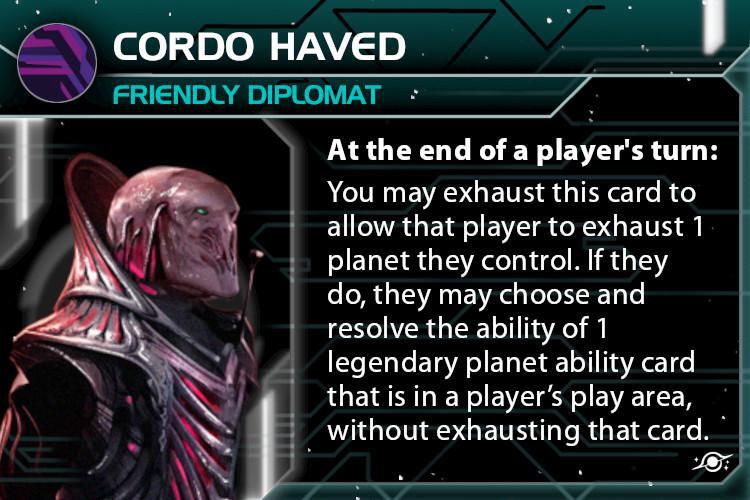 CORDO HAVED
FRIENDLY DIPLOMAT
At the end of a player's turn:
You may exhaust this card to
allow that player to exhaust 1
planet they control. If they
do, they may choose and
resolve the ability of 1
legendary planet ability card
that is in a player’s play area,
without exhausting that card.